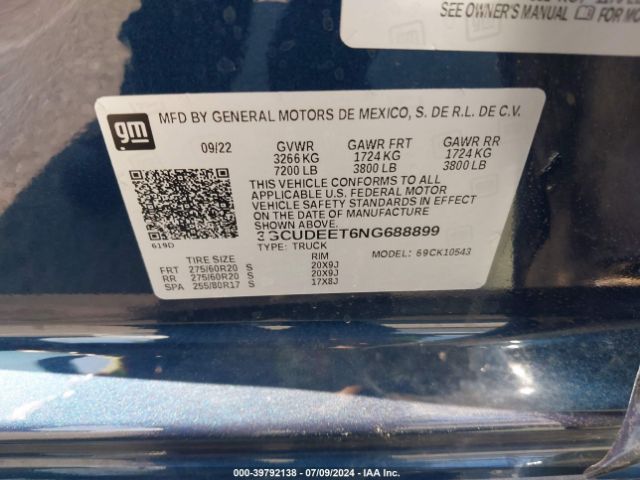 SEE OWNER'S MANUAL FOR MO
gm
MFD BY GENERAL MOTORS DE MEXICO, S. DE R.L. DE C.V.
09/22 GVWR GAWR FRT GAWR RR
3266 KG 1724 KG 1724 KG
7200 LB 3800 LB 3800 LB
THIS VEHICLE CONFORMS TO ALL
APPLICABLE U.S. FEDERAL MOTOR
VEHICLE SAFETY STANDARDS IN EFFECT
ON THE DATE OF MANUFACTURE
3GCUDEET6NG688899
619D
TYPE: TRUCK MODEL: 69CK10543
TIRE SIZE RIM
FRT 275/60R20 S 20X9J
RR 275/60R20 S 20X9J
SPA 255/80R17 S 17X8J
000-39792138 - 07/09/2024 - IAA Inc.